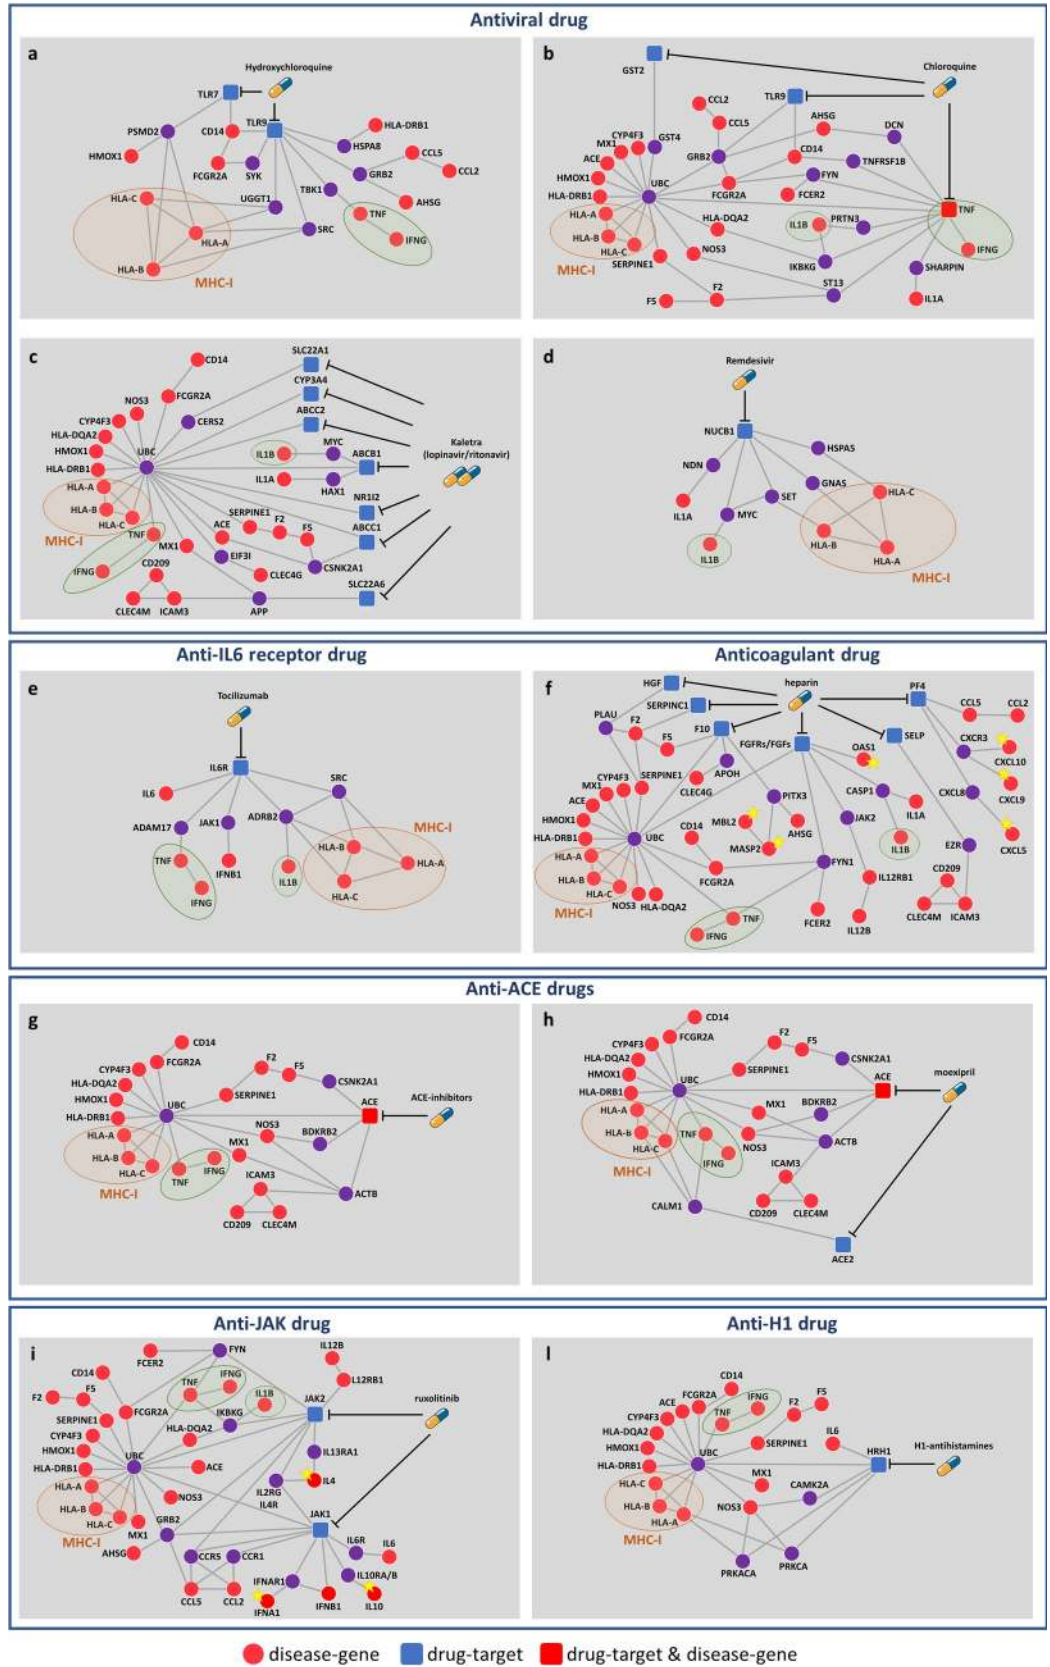 Antiviral drug
a
Hydroxychloroquine
TLR7
PSMD2
CD14
TLR9
HLA-DRB1
HMOX1
HSPA8
CCL5
FCGR2A
SYK
GRB2
CCL2
TBK1
HLA-C
UGGT1
AHSG
TNF
HLA-A
SRC
IFNG
HLA-B
MHC-I
b
Chloroquine
GST2
TLR9
CCL2
CCL5
AHSG
DCN
CYP4F3
MX1
GST4
ACE
GRB2
CD14
TNFRSF1B
HMOX1
UBC
FYN
HLA-DRB1
FCGR2A
FCER2
HLA-A
HLA-DQA2
IL1B
PRTN3
TNF
HLA-B
HLA-C
NOS3
IFNG
MHC-I
SERPINE1
IKBKG
SHARPIN
ST13
F5
F2
IL1A
c
SLC22A1
CD14
CYP3A4
NOS3
FCGR2A
ABCC2
CYP4F3
CERS2
HLA-DQA2
HMOX1
UBC
IL1B
MYC
ABCB1
Kaletra
(lopinavir/ritonavir)
HLA-DRB1
IL1A
HAX1
HLA-A
NR1I2
HLA-B
SERPINE1
ABCC1
HLA-C
ACE
F2
F5
MHC-I
TNF
MX1
EIF3I
CSNK2A1
IFNG
CD209
CLEC4G
SLC22A6
CLEC4M
ICAM3
APP
d
Remdesivir
NUCB1
HSPA5
NDN
GNAS
SET
HLA-C
IL1A
MYC
HLA-B
IL1B
HLA-A
MHC-I
Anti-IL6 receptor drug
e
Tocilizumab
IL6R
SRC
IL6
ADAM17
JAK1
ADRB2
MHC-I
HLA-B
HLA-A
TNF
IFNB1
IL1B
IFNG
HLA-C
Anticoagulant drug
f
HGF
heparin
PF4
SERPINC1
CCL5
CCL2
PLAU
F2
F10
SELP
CXCR3
F5
FGFRs/FGFs
OAS1
CXCL10
CYP4F3
SERPINE1
APOH
MX1
CLEC4G
CASP1
CXCL8
CXCL9
ACE
PITX3
IL1A
HMOX1
MBL2
JAK2
CXCL5
HLA-DRB1
UBC
CD14
AHSG
IL1B
EZR
HLA-A
MASP2
FYN1
CD209
HLA-B
FCGR2A
IL12RB1
HLA-C
MHC-I
NOS3
HLA-DQA2
CLEC4M
ICAM3
TNF
FCER2
IL12B
IFNG
Anti-ACE drugs
g
CD14
FCGR2A
CYP4F3
F2
HLA-DQA2
F5
CSNK2A1
HMOX1
UBC
SERPINE1
HLA-DRB1
ACE
ACE-inhibitors
HLA-A
NOS3
BDKRB2
HLA-B
MX1
HLA-C
IFNG
ICAM3
MHC-I
TNF
ACTB
CD209
CLEC4M
h
CD14
FCGR2A
F2
CYP4F3
F5
HLA-DQA2
CSNK2A1
HMOX1
UBC
SERPINE1
ACE
moexipril
HLA-DRB1
HLA-A
MX1
BDKRB2
HLA-B
TNF
HLA-C
NOS3
ACTB
IFNG
ICAM3
MHC-I
CALM1
CD209
CLEC4M
ACE2
Anti-JAK drug
i
FYN
IL12B
FCER2
CD14
IFNG
TNF
IL1B
L12RB1
F5
F2
FCGR2A
JAK2
ruxolitinib
SERPINE1
IKBKG
CYP4F3
HLA-DQA2
HMOX1
UBC
IL13RA1
HLA-DRB1
ACE
IL4
HLA-A
IL2RG
NOS3
IL4R
HLA-B
HLA-C
GRB2
JAK1
MHC-I
MX1
IL6R
IL6
AHSG
CCR5
CCR1
IFNAR1
IL10RA/B
CCL5
CCL2
IFNA1
IFNB1
IL10
Anti-H1 drug
l
CD14
IFNG
FCGR2A
F5
ACE
TNF
F2
CYP4F3
IL6
HLA-DQA2
SERPINE1
HMOX1
UBC
HRH1
H1-antihistamines
HLA-DRB1
MX1
HLA-C
CAMK2A
HLA-B
NOS3
HLA-A
MHC-I
PRKACA
PRKCA
disease-gene
drug-target
drug-target & disease-gene